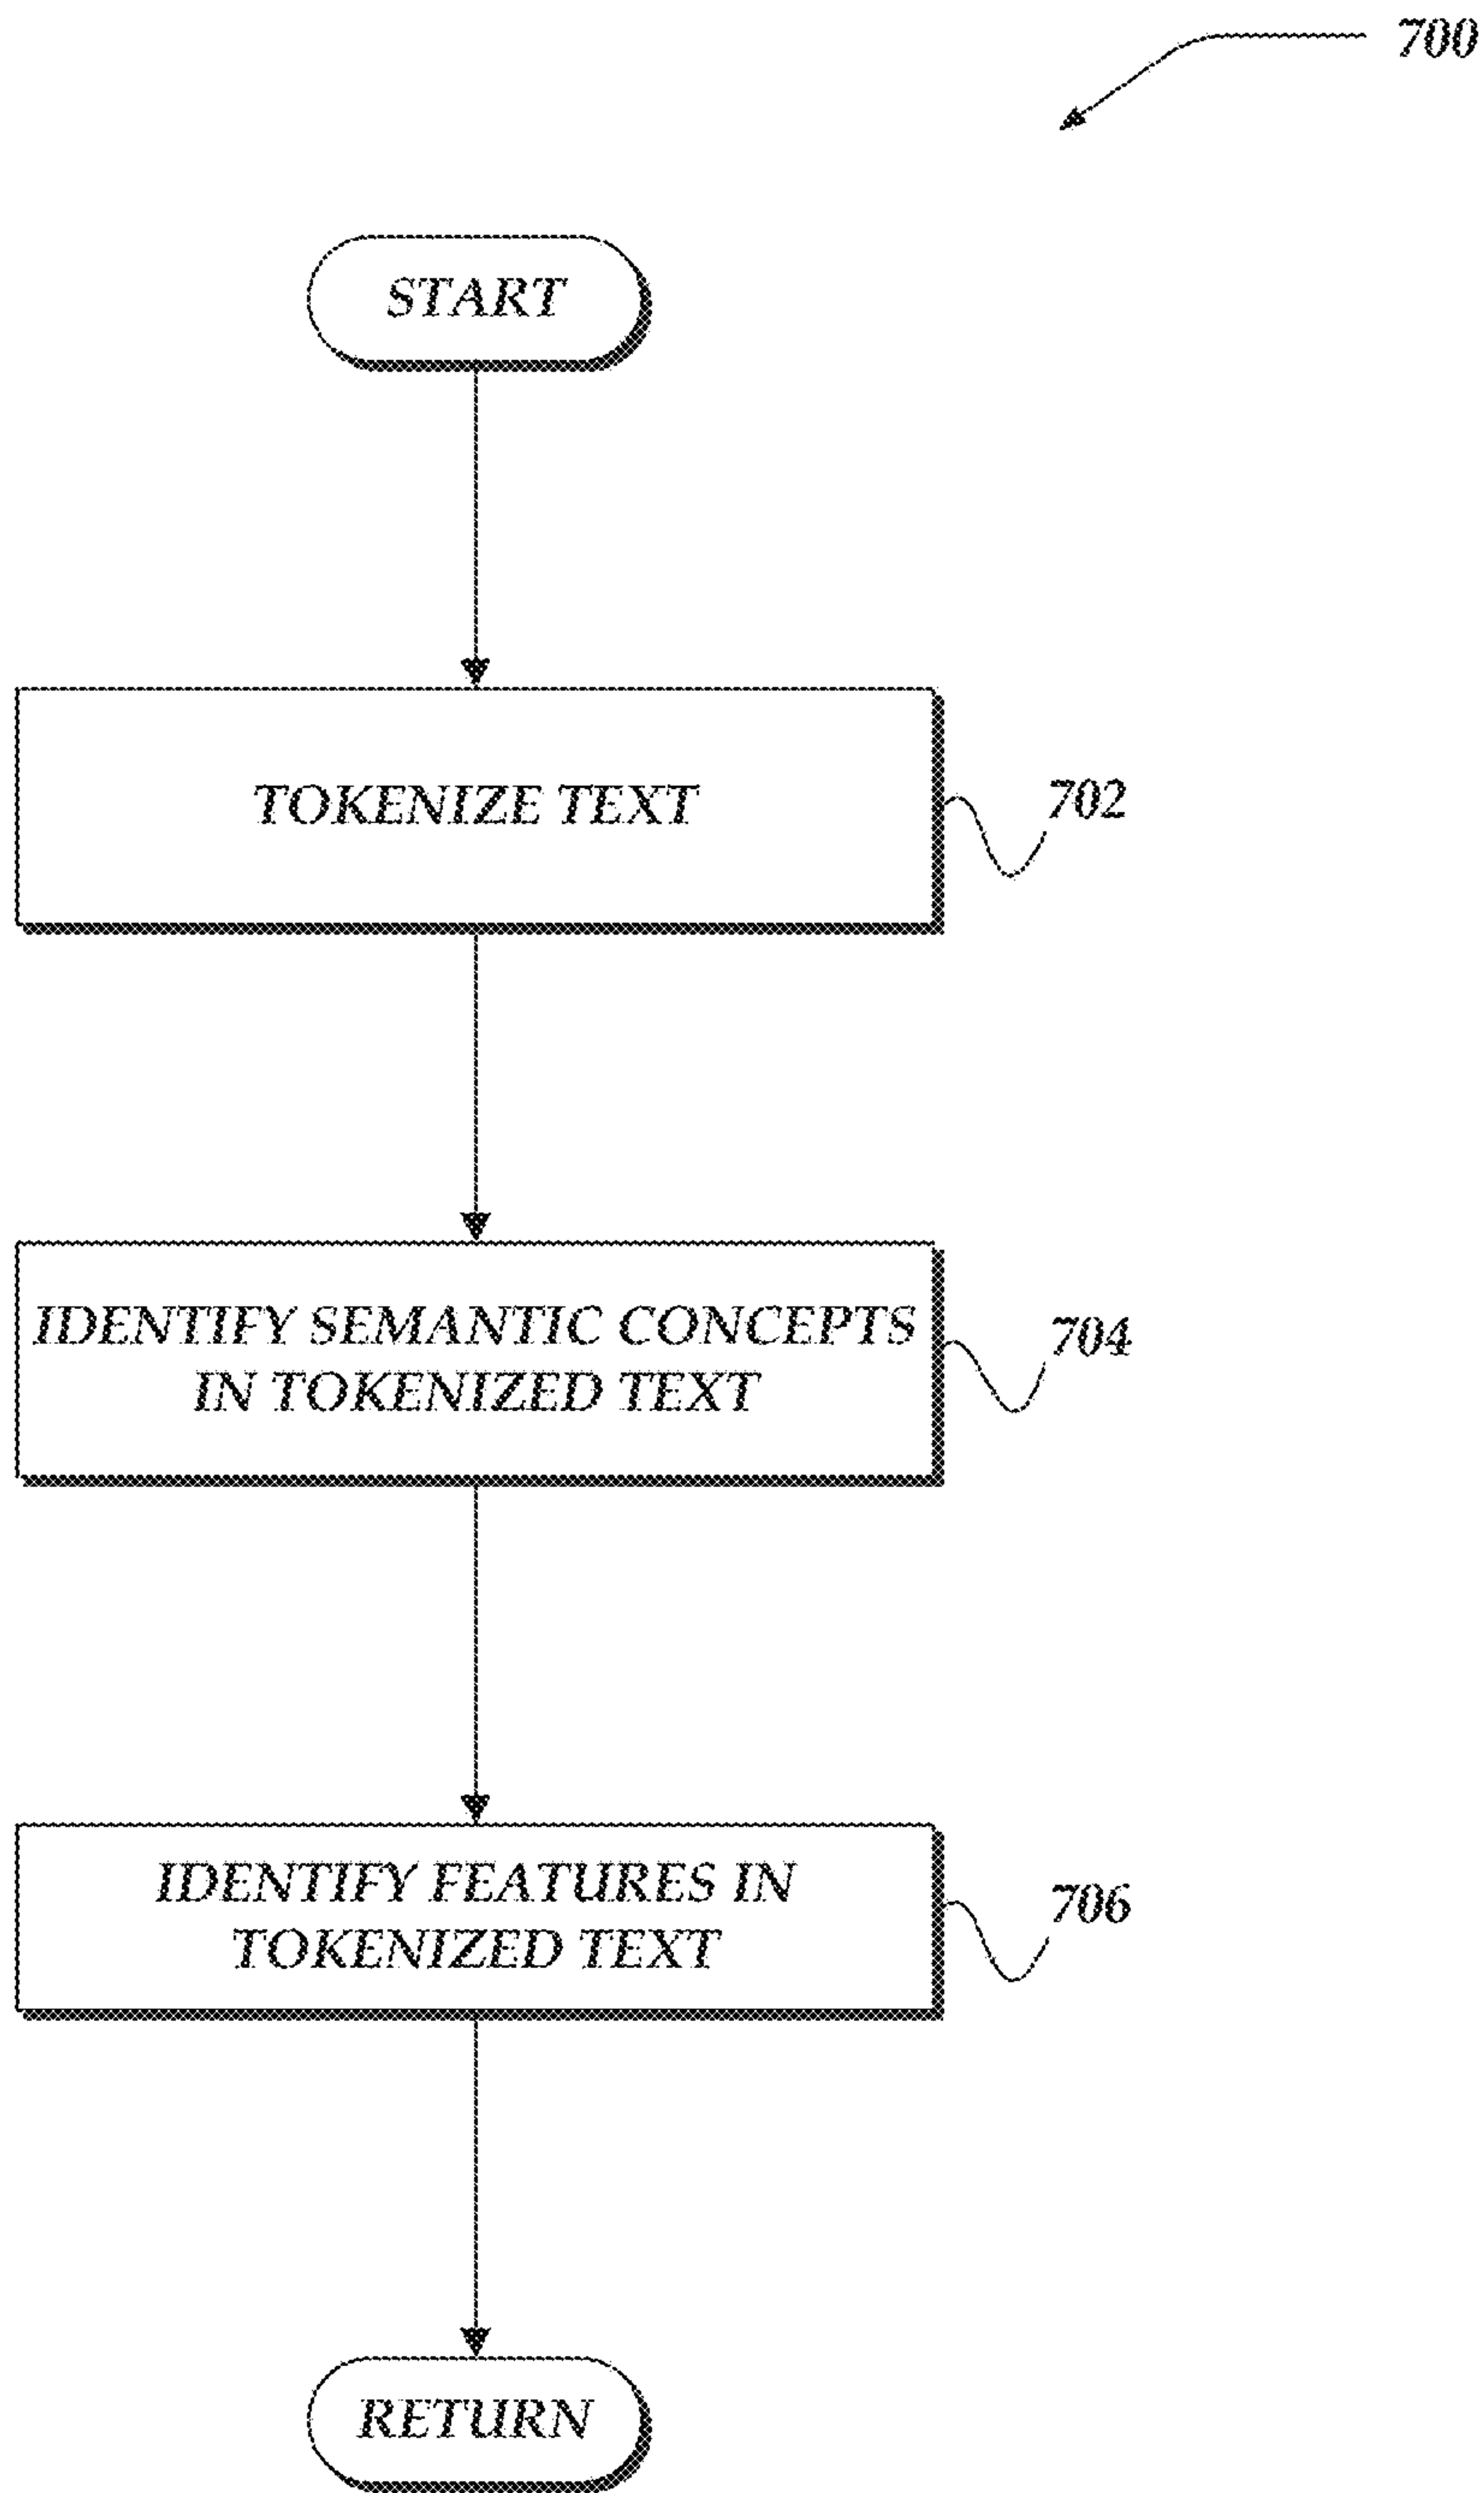 700
START
TOKENIZE TEXT
702
IDENTIFY SEMANTIC CONCEPTS
IN TOKENIZED TEXT
704
IDENTIFY FEATURES IN
TOKENIZED TEXT
706
RETURN